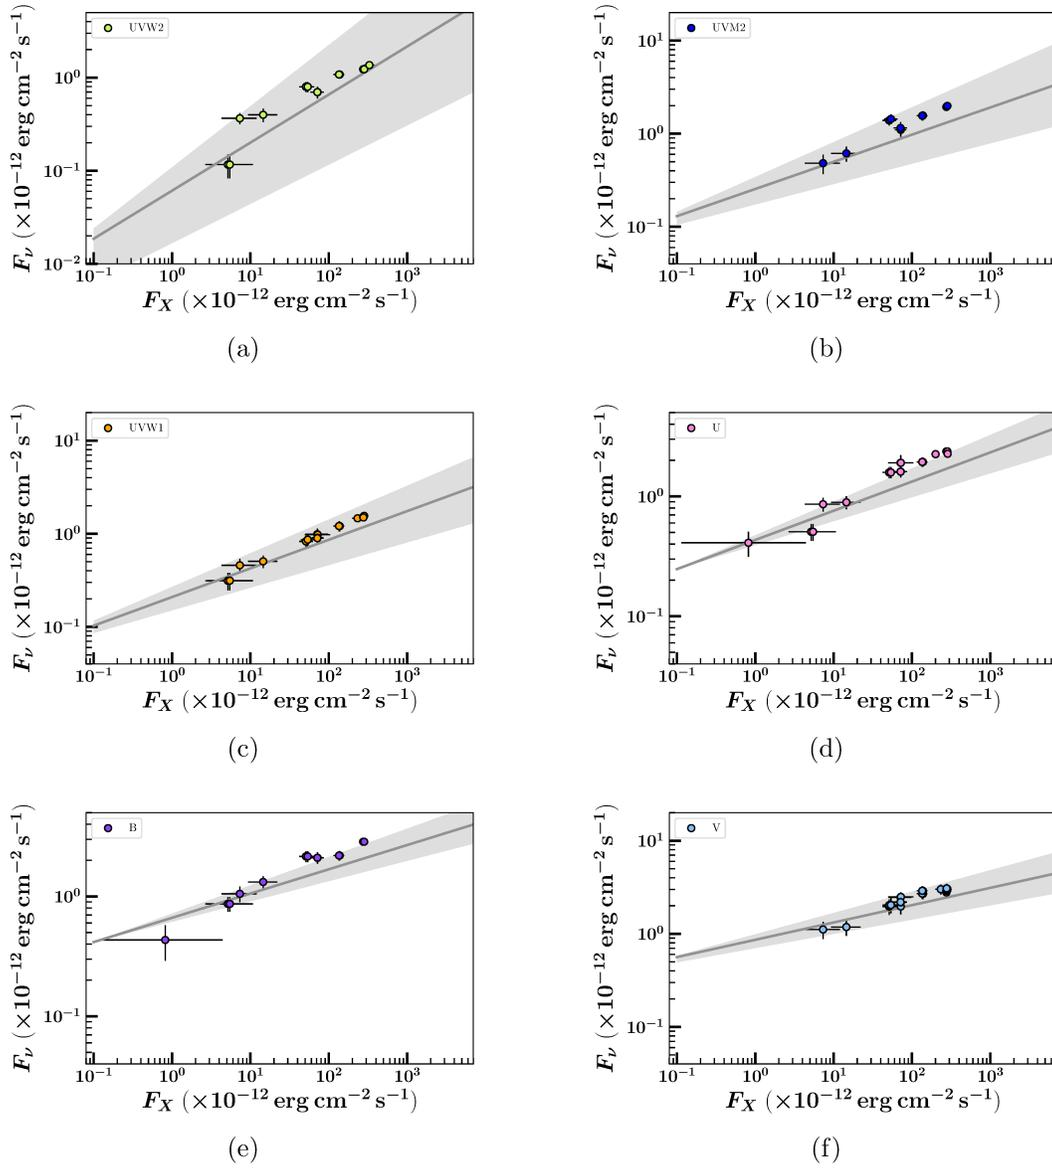 UVW2
10^0
10^{-1}
10^{-2}
F_ν (×10^{-12} erg cm^{-2} s^{-1})
10^{-1} 10^0 10^1 10^2 10^3
F_X (×10^{-12} erg cm^{-2} s^{-1})
(a)
UVM2
10^1
10^0
10^{-1}
F_ν (×10^{-12} erg cm^{-2} s^{-1})
10^{-1} 10^0 10^1 10^2 10^3
F_X (×10^{-12} erg cm^{-2} s^{-1})
(b)
UVW1
10^1
10^0
10^{-1}
F_ν (×10^{-12} erg cm^{-2} s^{-1})
10^{-1} 10^0 10^1 10^2 10^3
F_X (×10^{-12} erg cm^{-2} s^{-1})
(c)
U
10^0
10^{-1}
F_ν (×10^{-12} erg cm^{-2} s^{-1})
10^{-1} 10^0 10^1 10^2 10^3
F_X (×10^{-12} erg cm^{-2} s^{-1})
(d)
B
10^0
10^{-1}
F_ν (×10^{-12} erg cm^{-2} s^{-1})
10^{-1} 10^0 10^1 10^2 10^3
F_X (×10^{-12} erg cm^{-2} s^{-1})
(e)
V
10^1
10^0
10^{-1}
F_ν (×10^{-12} erg cm^{-2} s^{-1})
10^{-1} 10^0 10^1 10^2 10^3
F_X (×10^{-12} erg cm^{-2} s^{-1})
(f)